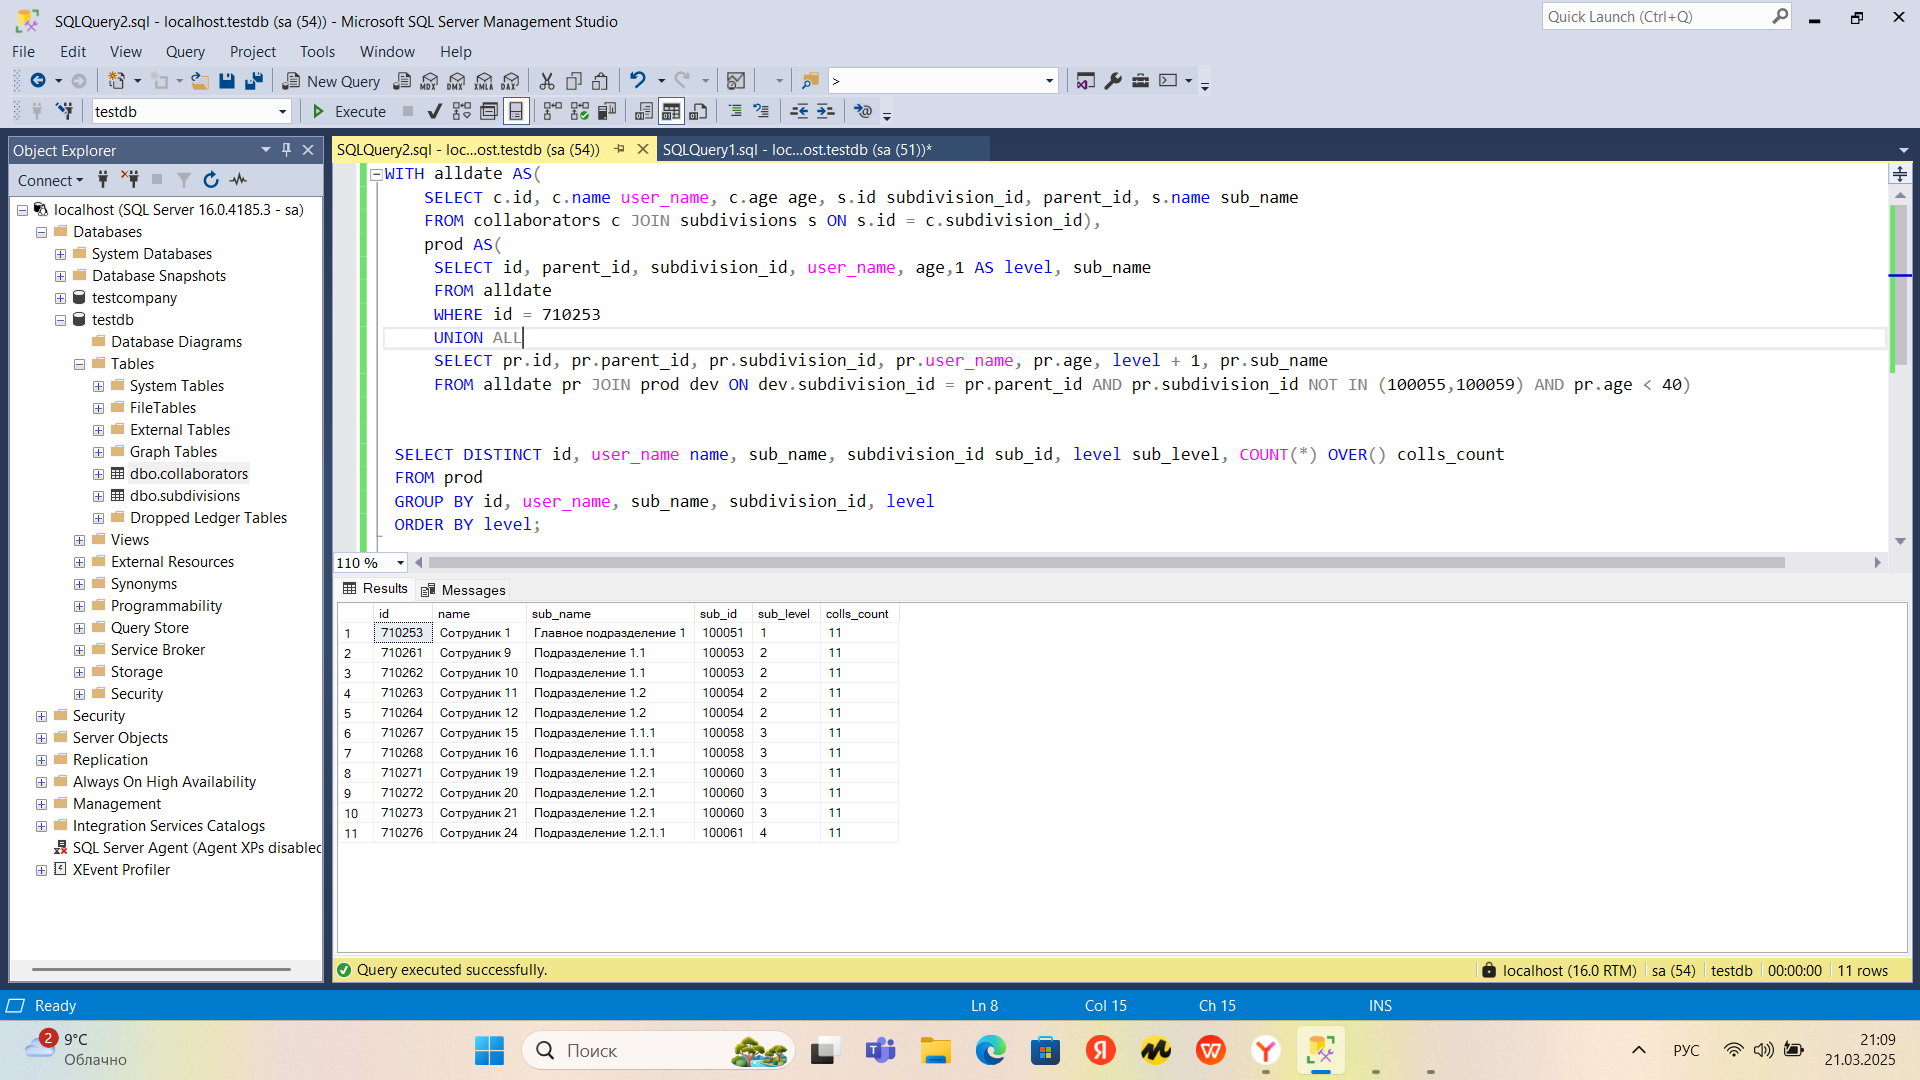 SQLQuery2.sql - localhost.testdb (sa (54)) - Microsoft SQL Server Management Studio
Quick Launch (Ctrl+Q)
File Edit View Query Project Tools Window Help
New Query
MDX DMX XMLA DAX
>
testdb
Execute
Object Explorer
SQLQuery2.sql - loc...ost.testdb (sa (54))
SQLQuery1.sql - loc...ost.testdb (sa (51))*
Connect
localhost (SQL Server 16.0.4185.3 - sa)
Databases
System Databases
Database Snapshots
testcompany
testdb
Database Diagrams
Tables
System Tables
FileTables
External Tables
Graph Tables
dbo.collaborators
dbo.subdivisions
Dropped Ledger Tables
Views
External Resources
Synonyms
Programmability
Query Store
Service Broker
Storage
Security
Security
Server Objects
Replication
Always On High Availability
Management
Integration Services Catalogs
SQL Server Agent (Agent XPs disabled
XEvent Profiler
WITH alldate AS(
SELECT c.id, c.name user_name, c.age age, s.id subdivision_id, parent_id, s.name sub_name
FROM collaborators c JOIN subdivisions s ON s.id = c.subdivision_id),
prod AS(
SELECT id, parent_id, subdivision_id, user_name, age,1 AS level, sub_name
FROM alldate
WHERE id = 710253
UNION ALL
SELECT pr.id, pr.parent_id, pr.subdivision_id, pr.user_name, pr.age, level + 1, pr.sub_name
FROM alldate pr JOIN prod dev ON dev.subdivision_id = pr.parent_id AND pr.subdivision_id NOT IN (100055,100059) AND pr.age < 40)
SELECT DISTINCT id, user_name name, sub_name, subdivision_id sub_id, level sub_level, COUNT(*) OVER() colls_count
FROM prod
GROUP BY id, user_name, sub_name, subdivision_id, level
ORDER BY level;
110 %
Results Messages
id name sub_name sub_id sub_level colls_count
1 710253 Сотрудник 1 Главное подразделение 1 100051 1 11
2 710261 Сотрудник 9 Подразделение 1.1 100053 2 11
3 710262 Сотрудник 10 Подразделение 1.1 100053 2 11
4 710263 Сотрудник 11 Подразделение 1.2 100054 2 11
5 710264 Сотрудник 12 Подразделение 1.2 100054 2 11
6 710267 Сотрудник 15 Подразделение 1.1.1 100058 3 11
7 710268 Сотрудник 16 Подразделение 1.1.1 100058 3 11
8 710271 Сотрудник 19 Подразделение 1.2.1 100060 3 11
9 710272 Сотрудник 20 Подразделение 1.2.1 100060 3 11
10 710273 Сотрудник 21 Подразделение 1.2.1 100060 3 11
11 710276 Сотрудник 24 Подразделение 1.2.1.1 100061 4 11
Query executed successfully.
localhost (16.0 RTM) sa (54) testdb 00:00:00 11 rows
Ready
Ln 8 Col 15 Ch 15 INS
2
9°C
Облачно
Поиск
РУС
21:09
21.03.2025